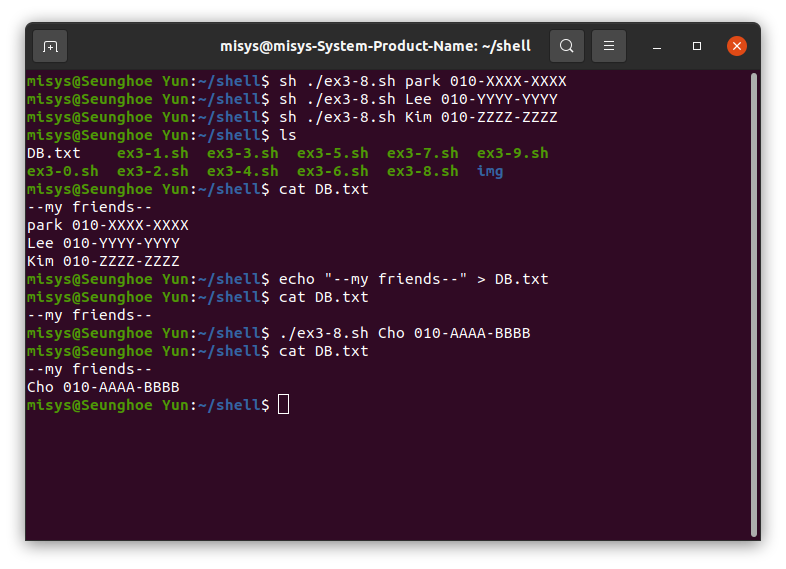 misys@misys-System-Product-Name: ~/shell
misys@Seunghoe Yun:~/shell$ sh ./ex3-8.sh park 010-XXXX-XXXX
misys@Seunghoe Yun:~/shell$ sh ./ex3-8.sh Lee 010-YYYY-YYYY
misys@Seunghoe Yun:~/shell$ sh ./ex3-8.sh Kim 010-ZZZZ-ZZZZ
misys@Seunghoe Yun:~/shell$ ls
DB.txt    ex3-1.sh  ex3-3.sh  ex3-5.sh  ex3-7.sh  ex3-9.sh
ex3-0.sh  ex3-2.sh  ex3-4.sh  ex3-6.sh  ex3-8.sh  img
misys@Seunghoe Yun:~/shell$ cat DB.txt
--my friends--
park 010-XXXX-XXXX
Lee 010-YYYY-YYYY
Kim 010-ZZZZ-ZZZZ
misys@Seunghoe Yun:~/shell$ echo "--my friends--" > DB.txt
misys@Seunghoe Yun:~/shell$ cat DB.txt
--my friends--
misys@Seunghoe Yun:~/shell$ ./ex3-8.sh Cho 010-AAAA-BBBB
misys@Seunghoe Yun:~/shell$ cat DB.txt
--my friends--
Cho 010-AAAA-BBBB
misys@Seunghoe Yun:~/shell$